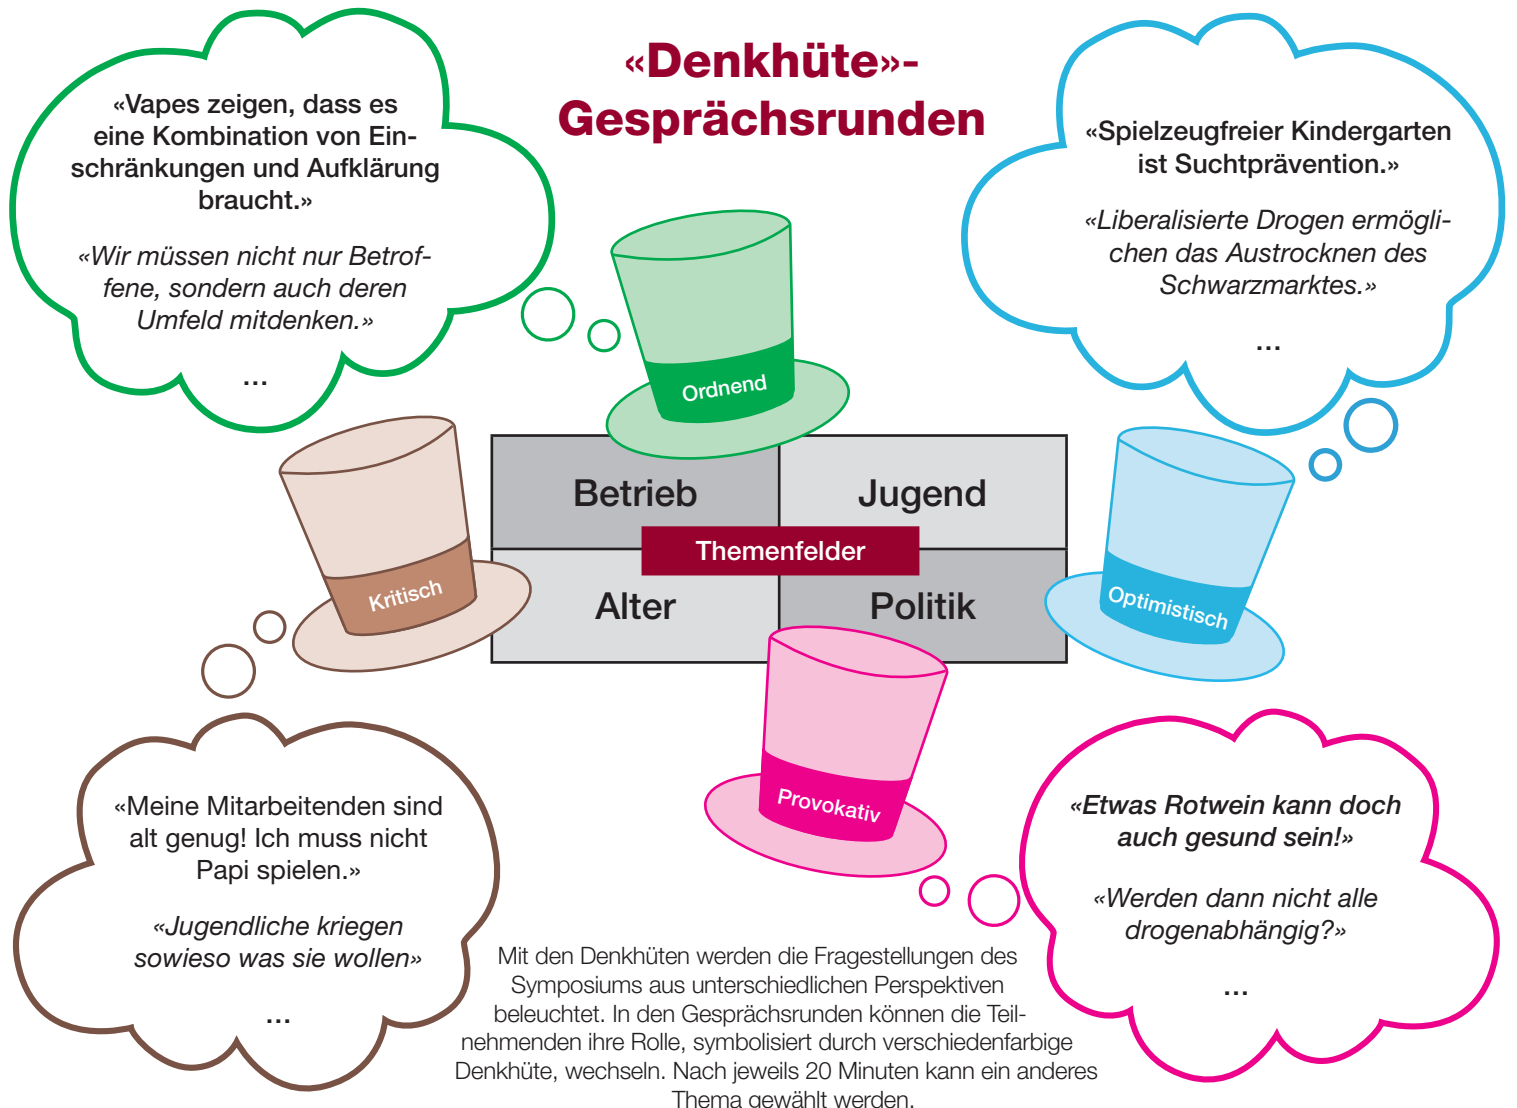 «Denkhüte»-
Gesprächsrunden
«Vapes zeigen, dass es
eine Kombination von Ein-
schränkungen und Aufklärung
braucht.»
«Wir müssen nicht nur Betrof-
fene, sondern auch deren
Umfeld mitdenken.»
...
«Spielzeugfreier Kindergarten
ist Suchtprävention.»
«Liberalisierte Drogen ermögli-
chen das Austrocknen des
Schwarzmarktes.»
...
Ordnend
Betrieb
Jugend
Themenfelder
Alter
Politik
Kritisch
Optimistisch
Provokativ
«Meine Mitarbeitenden sind
alt genug! Ich muss nicht
Papi spielen.»
«Jugendliche kriegen
sowieso was sie wollen»
...
«Etwas Rotwein kann doch
auch gesund sein!»
«Werden dann nicht alle
drogenabhängig?»
...
Mit den Denkhüten werden die Fragestellungen des
Symposiums aus unterschiedlichen Perspektiven
beleuchtet. In den Gesprächsrunden können die Teil-
nehmenden ihre Rolle, symbolisiert durch verschiedenfarbige
Denkhüte, wechseln. Nach jeweils 20 Minuten kann ein anderes
Thema gewählt werden.